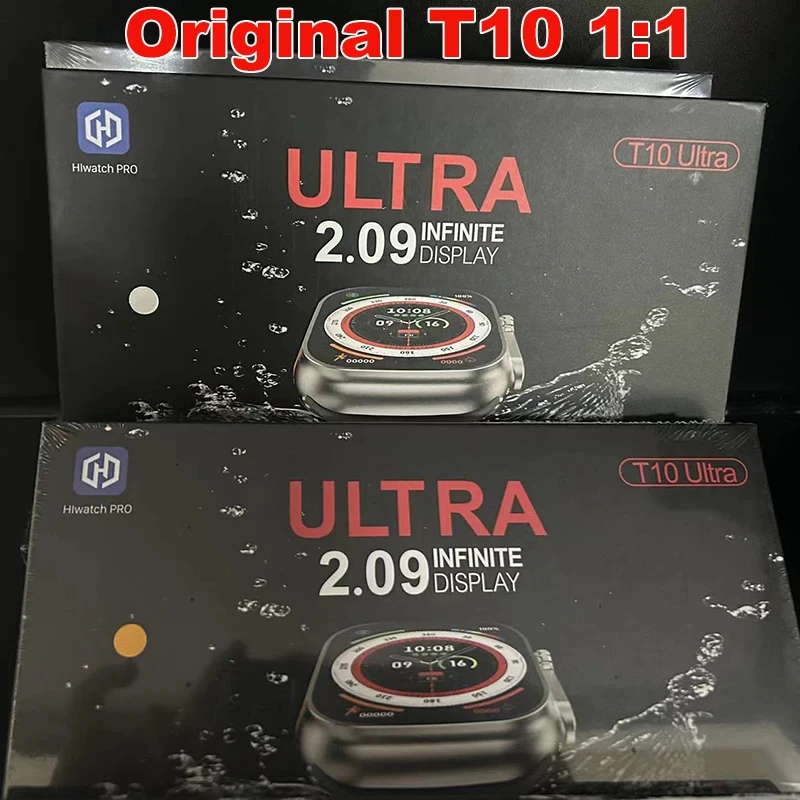 Original T10 1:1
HIwatch PRO
T10 Ultra
ULTRA
2.09 INFINITE
DISPLAY
10:08
09
16
HIwatch PRO
T10 Ultra
ULTRA
2.09 INFINITE
DISPLAY
10:08
09
16